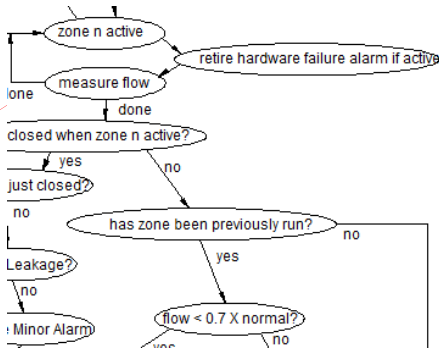 zone n active
retire hardware failure alarm if active
measure flow
done
done
closed when zone n active?
yes
no
just closed?
no
has zone been previously run?
no
yes
Leakage?
no
flow < 0.7 X normal?
e Minor Alarm
yes
no